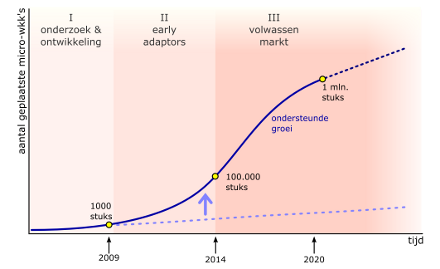 I
onderzoek &
ontwikkeling
II
early
adaptors
III
volwassen
markt
aantal geplaatste micro-wkk's
1 mln.
stuks
ondersteunde
groei
100.000
stuks
1000
stuks
tijd
2009
2014
2020